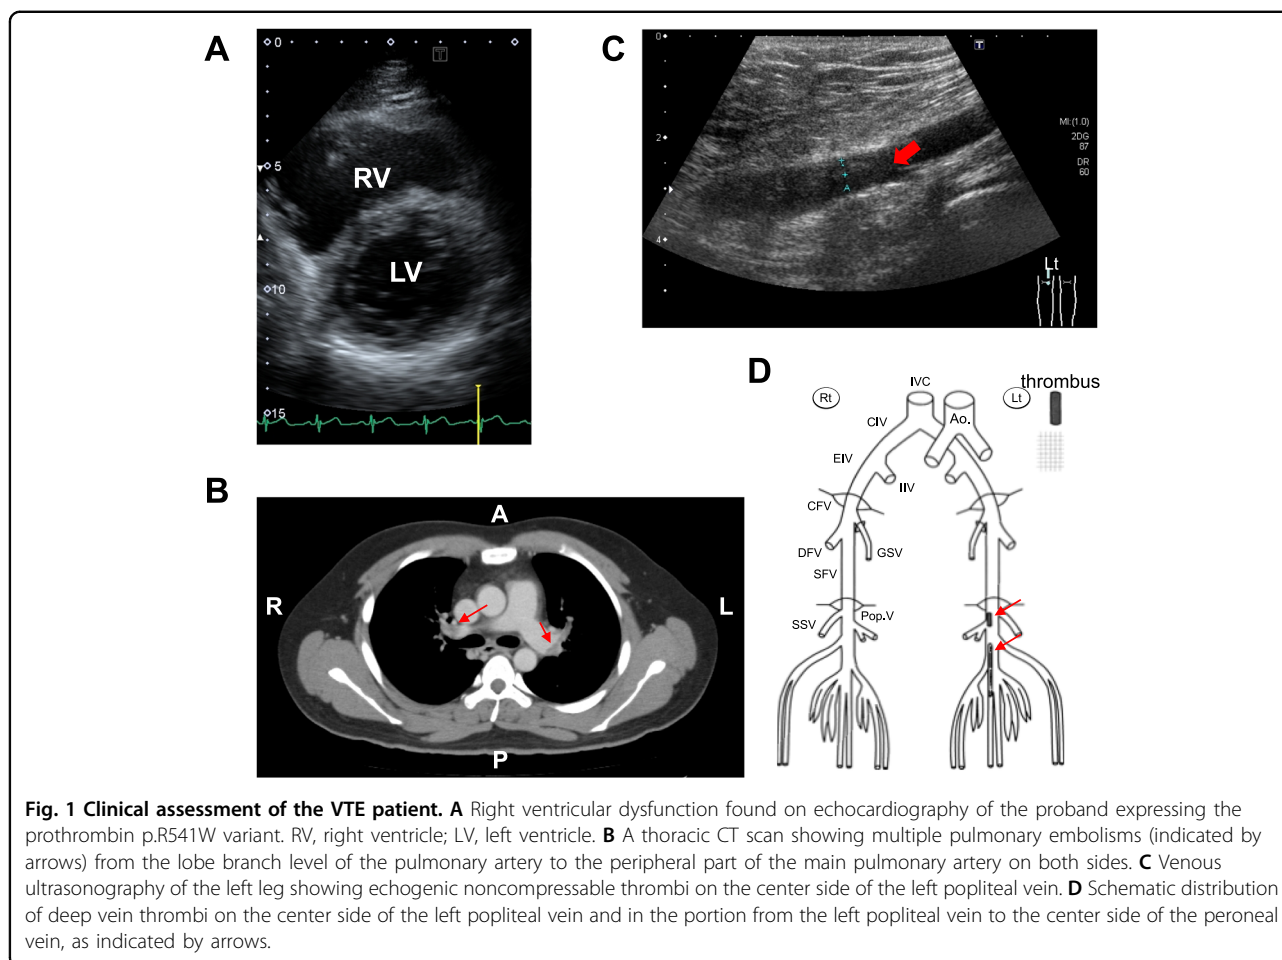 A
0
T
5
RV
LV
10
15
C
0
T
2
A
4
MI:(1.0)
2DG
87
DR
60
Lt
B
A
R
L
P
D
Rt
IVC
Lt
thrombus
CIV
Ao.
EIV
IIV
CFV
DFV
GSV
SFV
SSV
Pop.V
Fig. 1 Clinical assessment of the VTE patient. A Right ventricular dysfunction found on echocardiography of the proband expressing the
prothrombin p.R541W variant. RV, right ventricle; LV, left ventricle. B A thoracic CT scan showing multiple pulmonary embolisms (indicated by
arrows) from the lobe branch level of the pulmonary artery to the peripheral part of the main pulmonary artery on both sides. C Venous
ultrasonography of the left leg showing echogenic noncompressable thrombi on the center side of the left popliteal vein. D Schematic distribution
of deep vein thrombi on the center side of the left popliteal vein and in the portion from the left popliteal vein to the center side of the peroneal
vein, as indicated by arrows.